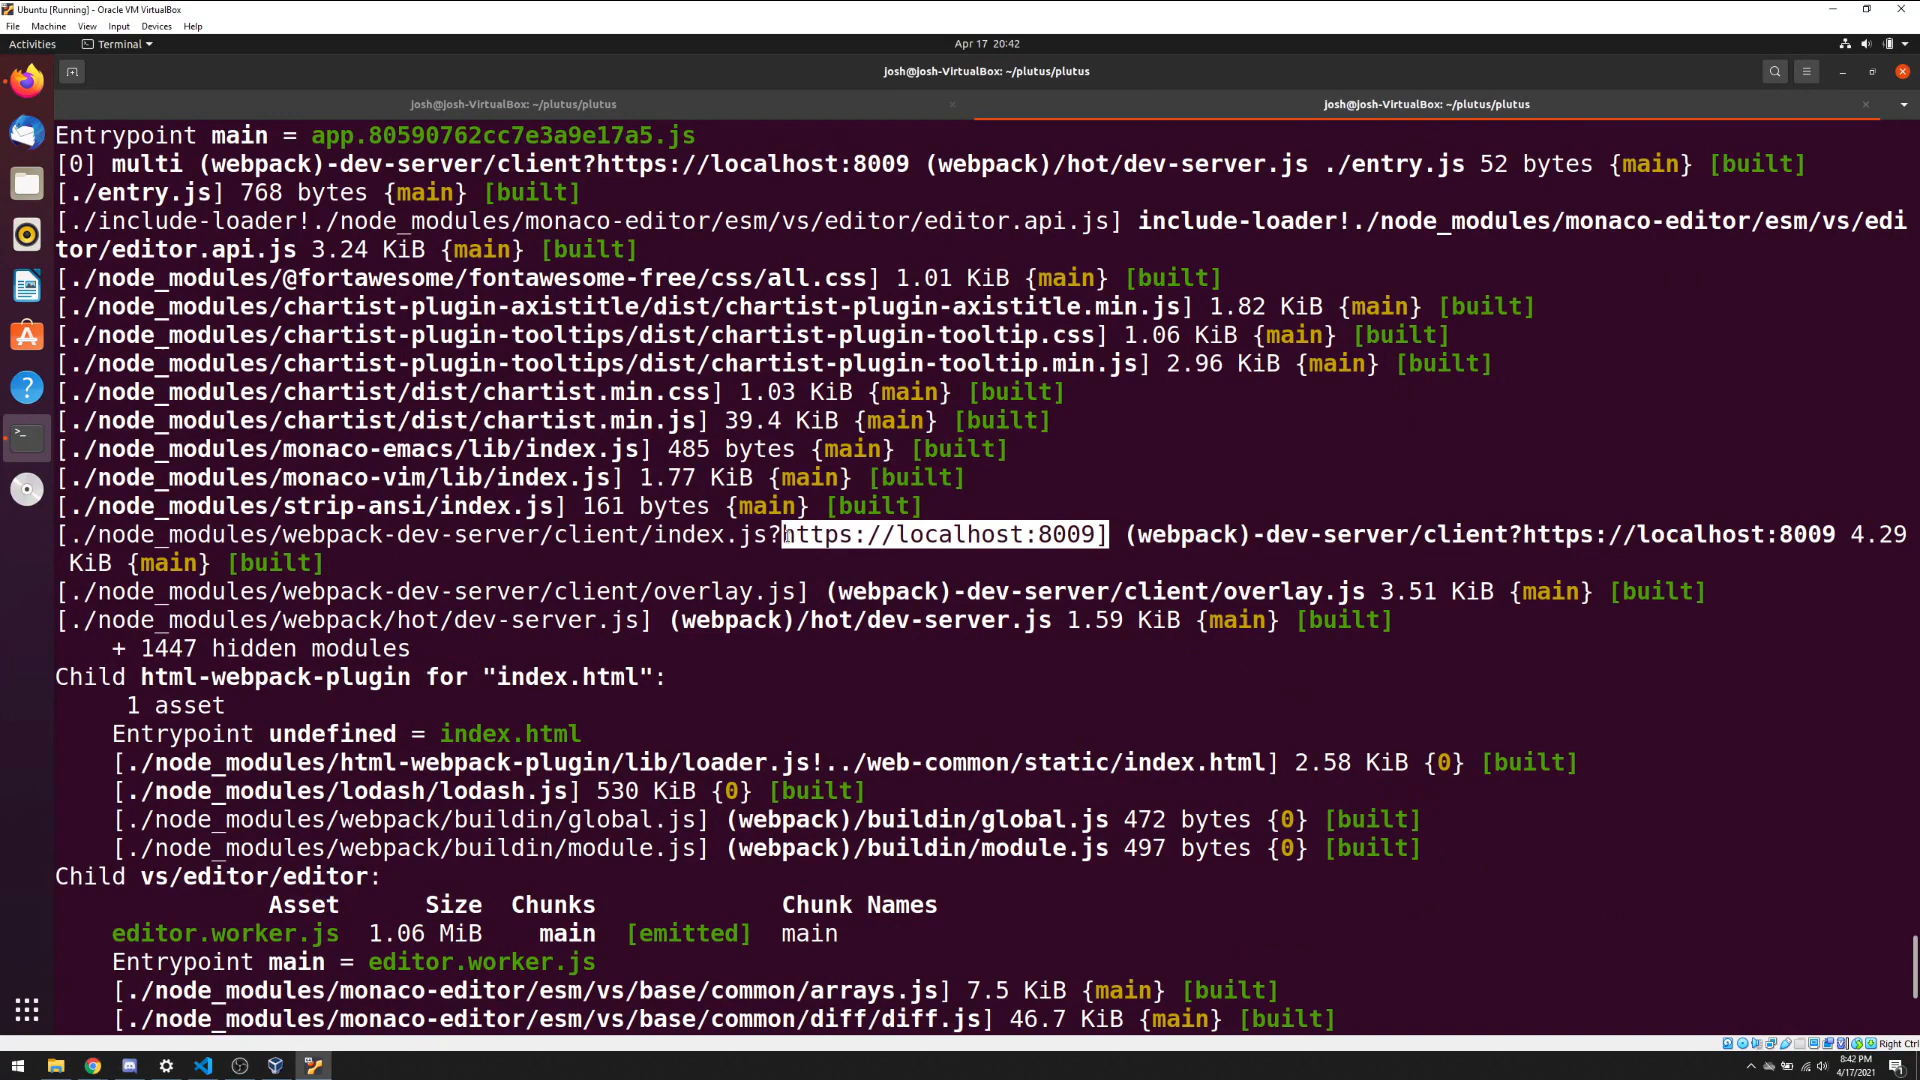 Ubuntu [Running] - Oracle VM VirtualBox
File Machine View Input Devices Help
Activities Terminal Apr 17 20:42
josh@josh-VirtualBox: ~/plutus/plutus
josh@josh-VirtualBox: ~/plutus/plutus josh@josh-VirtualBox: ~/plutus/plutus
Entrypoint main = app.80590762cc7e3a9e17a5.js
[0] multi (webpack)-dev-server/client?https://localhost:8009 (webpack)/hot/dev-server.js ./entry.js 52 bytes {main} [built]
[./entry.js] 768 bytes {main} [built]
[./include-loader!./node_modules/monaco-editor/esm/vs/editor/editor.api.js] include-loader!./node_modules/monaco-editor/esm/vs/edi
tor/editor.api.js 3.24 KiB {main} [built]
[./node_modules/@fortawesome/fontawesome-free/css/all.css] 1.01 KiB {main} [built]
[./node_modules/chartist-plugin-axistitle/dist/chartist-plugin-axistitle.min.js] 1.82 KiB {main} [built]
[./node_modules/chartist-plugin-tooltips/dist/chartist-plugin-tooltip.css] 1.06 KiB {main} [built]
[./node_modules/chartist-plugin-tooltips/dist/chartist-plugin-tooltip.min.js] 2.96 KiB {main} [built]
[./node_modules/chartist/dist/chartist.min.css] 1.03 KiB {main} [built]
[./node_modules/chartist/dist/chartist.min.js] 39.4 KiB {main} [built]
[./node_modules/monaco-emacs/lib/index.js] 485 bytes {main} [built]
[./node_modules/monaco-vim/lib/index.js] 1.77 KiB {main} [built]
[./node_modules/strip-ansi/index.js] 161 bytes {main} [built]
[./node_modules/webpack-dev-server/client/index.js?https://localhost:8009] (webpack)-dev-server/client?https://localhost:8009 4.29
KiB {main} [built]
[./node_modules/webpack-dev-server/client/overlay.js] (webpack)-dev-server/client/overlay.js 3.51 KiB {main} [built]
[./node_modules/webpack/hot/dev-server.js] (webpack)/hot/dev-server.js 1.59 KiB {main} [built]
+ 1447 hidden modules
Child html-webpack-plugin for "index.html":
1 asset
Entrypoint undefined = index.html
[./node_modules/html-webpack-plugin/lib/loader.js!../web-common/static/index.html] 2.58 KiB {0} [built]
[./node_modules/lodash/lodash.js] 530 KiB {0} [built]
[./node_modules/webpack/buildin/global.js] (webpack)/buildin/global.js 472 bytes {0} [built]
[./node_modules/webpack/buildin/module.js] (webpack)/buildin/module.js 497 bytes {0} [built]
Child vs/editor/editor:
Asset Size Chunks Chunk Names
editor.worker.js 1.06 MiB main [emitted] main
Entrypoint main = editor.worker.js
[./node_modules/monaco-editor/esm/vs/base/common/arrays.js] 7.5 KiB {main} [built]
[./node_modules/monaco-editor/esm/vs/base/common/diff/diff.js] 46.7 KiB {main} [built]
Right Ctrl
8:42 PM
4/17/2021